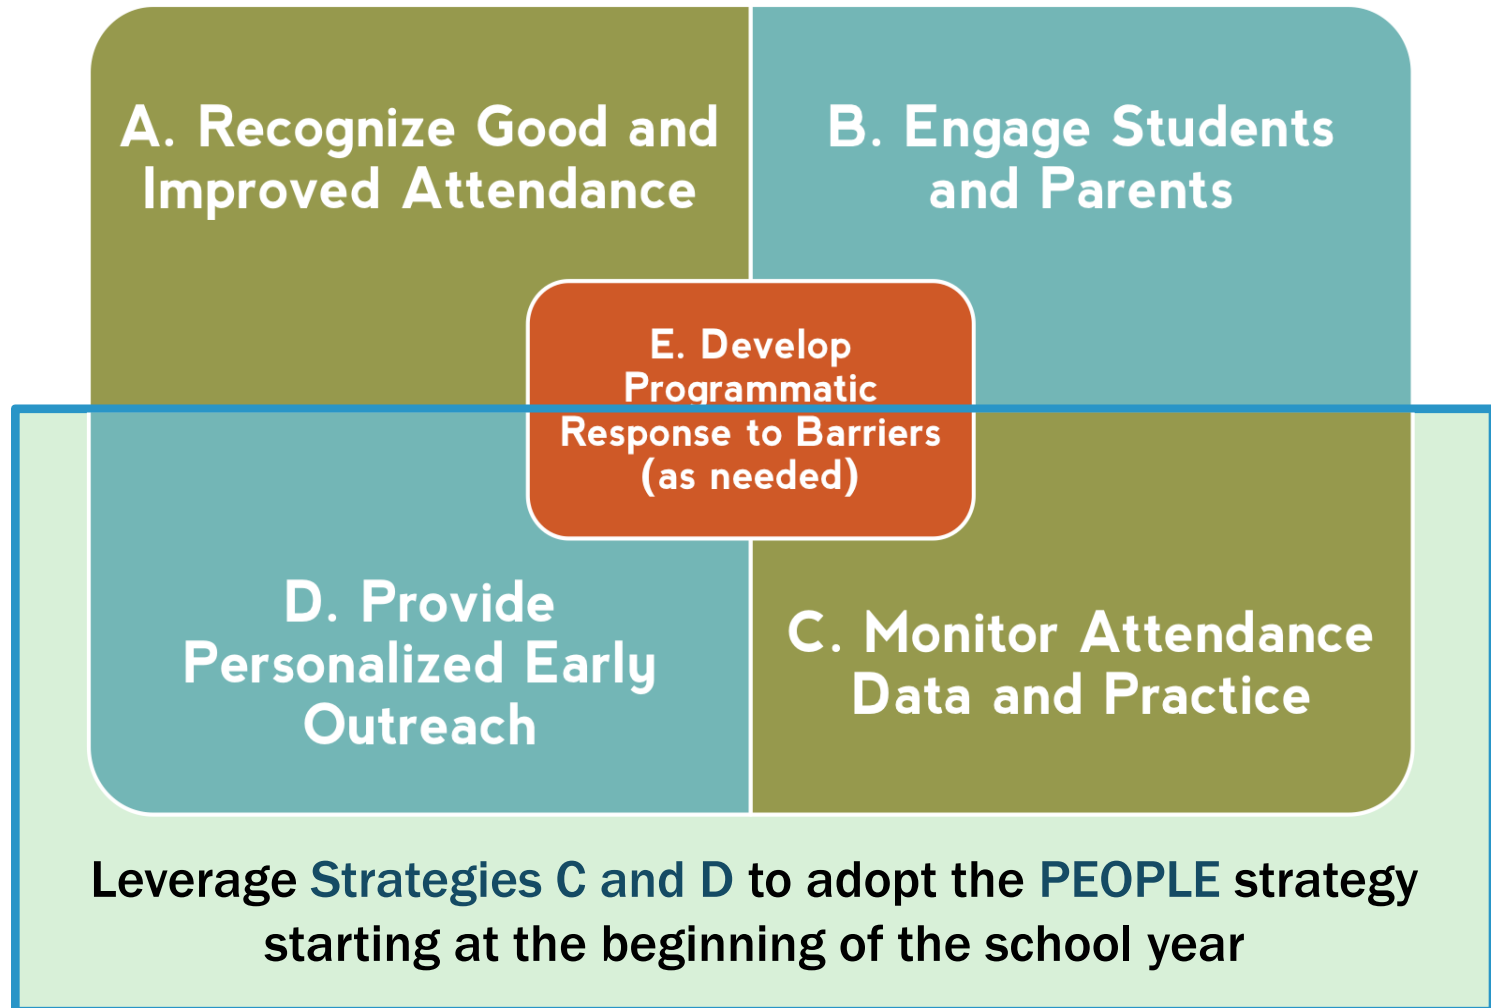 A. Recognize Good and
Improved Attendance
B. Engage Students
and Parents
E. Develop
Programmatic
Response to Barriers
(as needed)
D. Provide
Personalized Early
Outreach
C. Monitor Attendance
Data and Practice
Leverage Strategies C and D to adopt the PEOPLE strategy
starting at the beginning of the school year